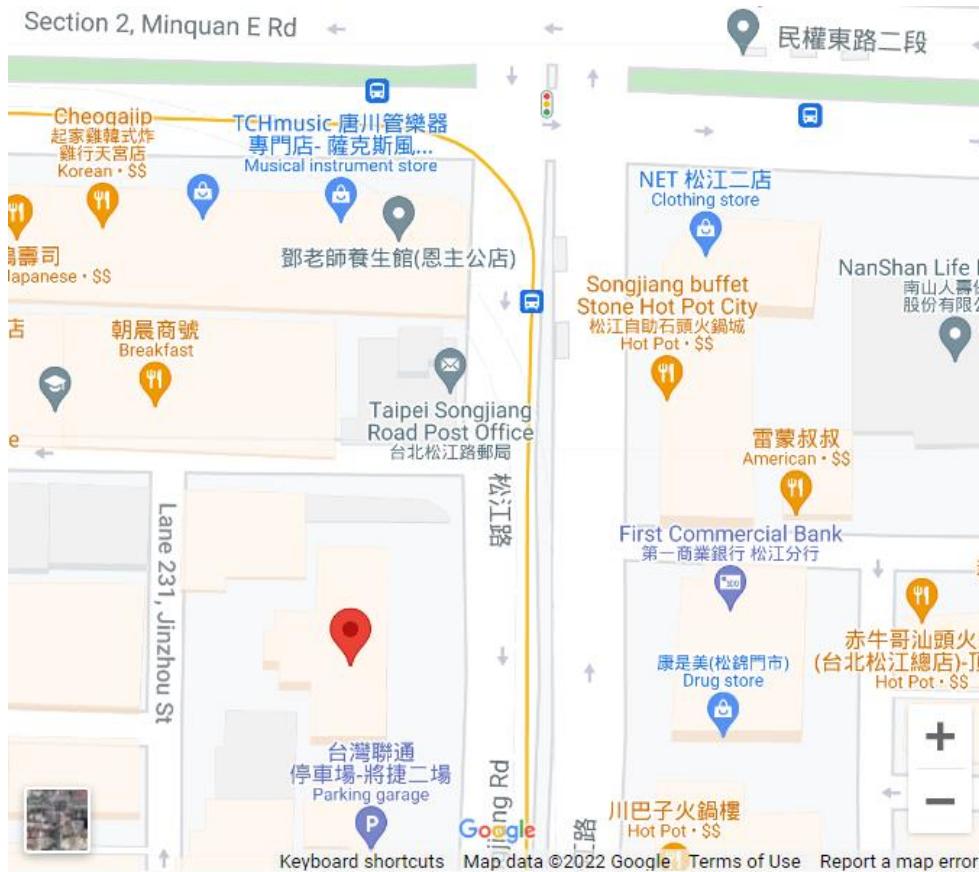 Section 2, Minquan E Rd
民權東路二段
Cheogajip
起家雞韓式炸
雞行天宮店
Korean • $$
TCHmusic 唐川管樂器
專門店- 薩克斯風...
Musical instrument store
NET 松江二店
Clothing store
鄧老師養生館(恩主公店)
壽司
Japanese • $$
Songjiang buffet
Stone Hot Pot City
松江自助石頭火鍋城
Hot Pot • $$
NanShan Life
南山人壽
股份有限
店
朝晨商號
Breakfast
Taipei Songjiang
Road Post Office
台北松江路郵局
e
雷蒙叔叔
American • $$
松江路
Lane 231, Jinzhou St
First Commercial Bank
第一商業銀行 松江分行
赤牛哥汕頭火
(台北松江總店)-頂
Hot Pot • $$
康是美(松錦門市)
Drug store
台灣聯通
停車場-將捷二場
Parking garage
P
jiang Rd
江路
川巴子火鍋樓
Hot Pot • $$
+
−
Google
Keyboard shortcuts Map data ©2022 Google Terms of Use Report a map error